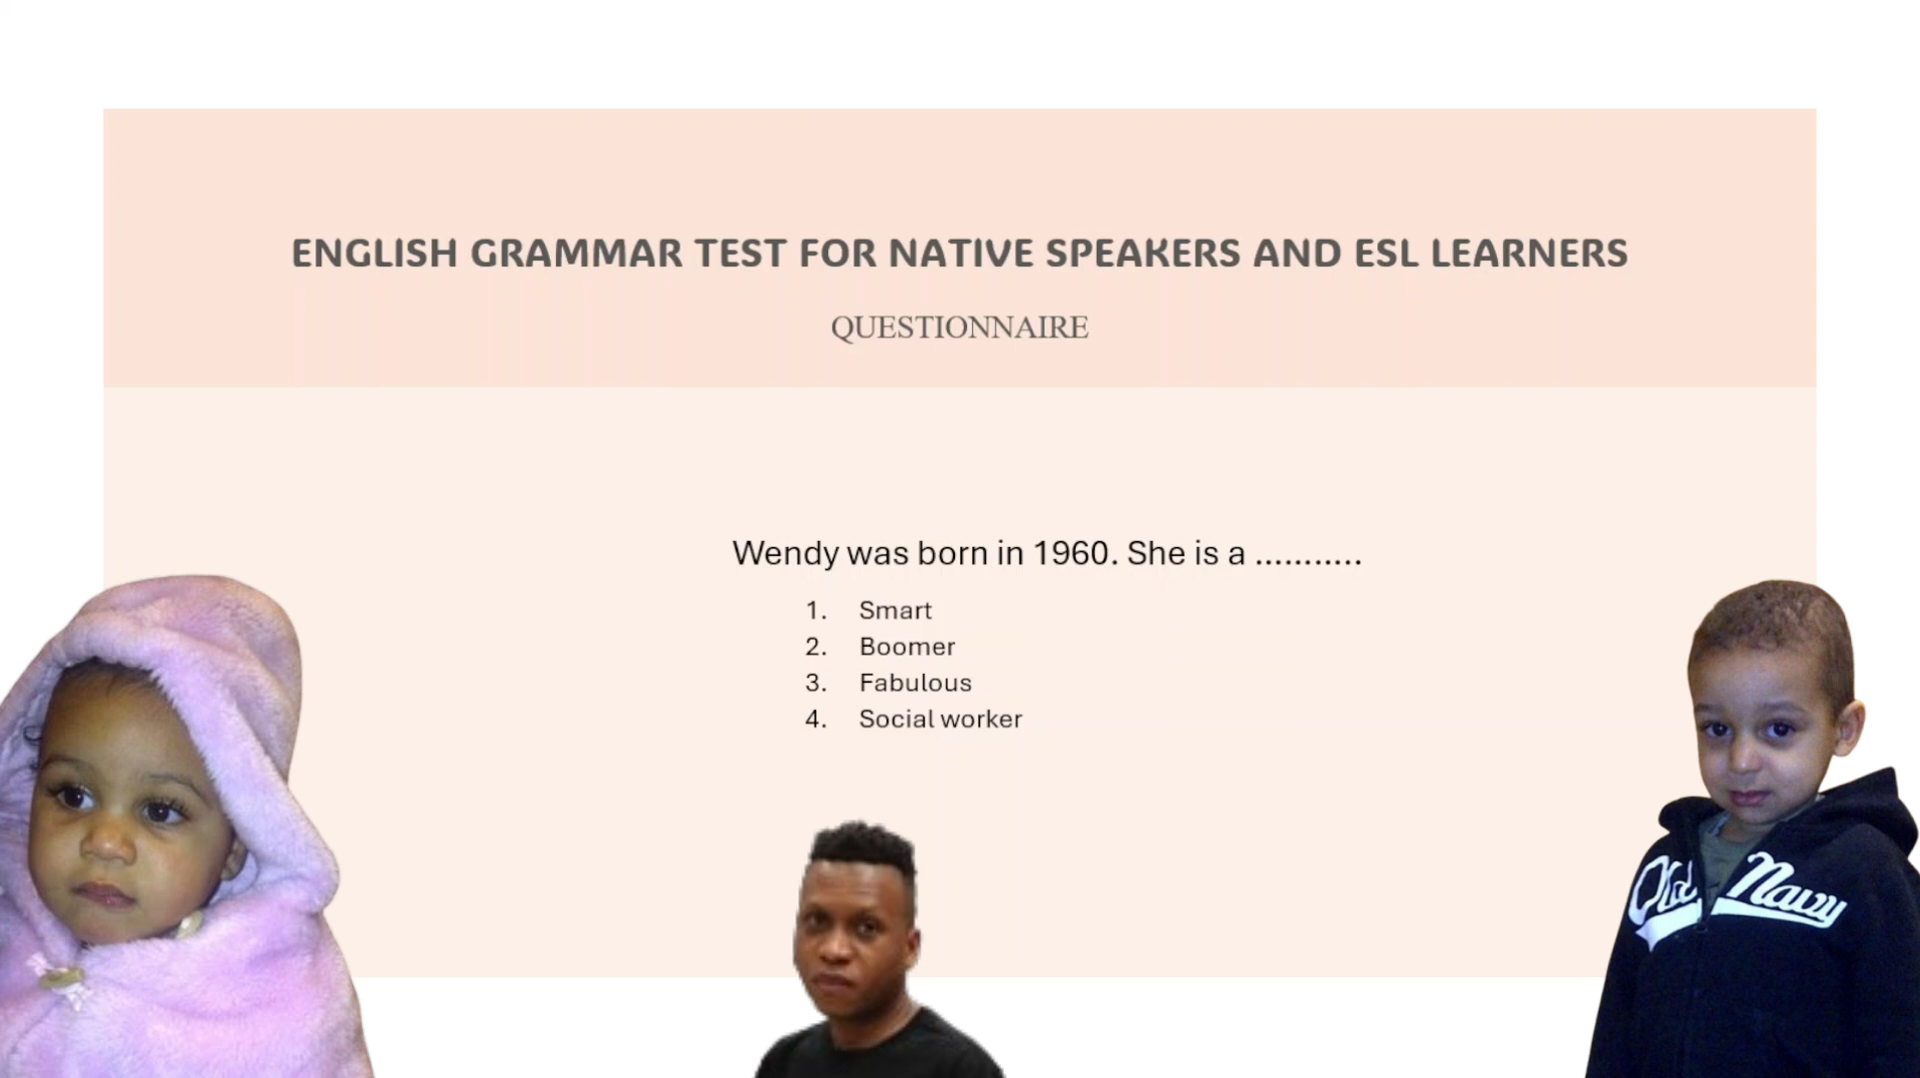 ENGLISH GRAMMAR TEST FOR NATIVE SPEAKERS AND ESL LEARNERS
QUESTIONNAIRE
Wendy was born in 1960. She is a ...........
1. Smart
2. Boomer
3. Fabulous
4. Social worker
Old Navy